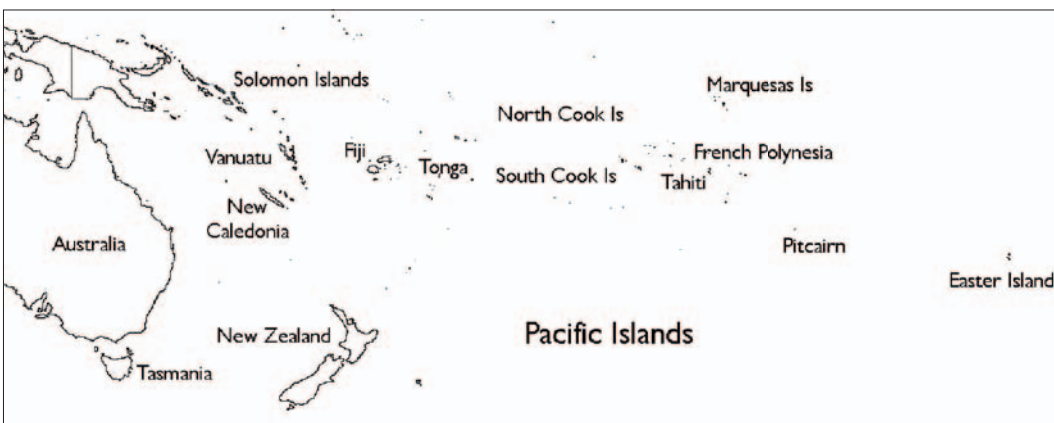 Solomon Islands
Marquesas Is
North Cook Is
Vanuatu
Fiji
Tonga
French Polynesia
South Cook Is
Tahiti
New
Caledonia
Australia
Pitcairn
Easter Island
New Zealand
Pacific Islands
Tasmania